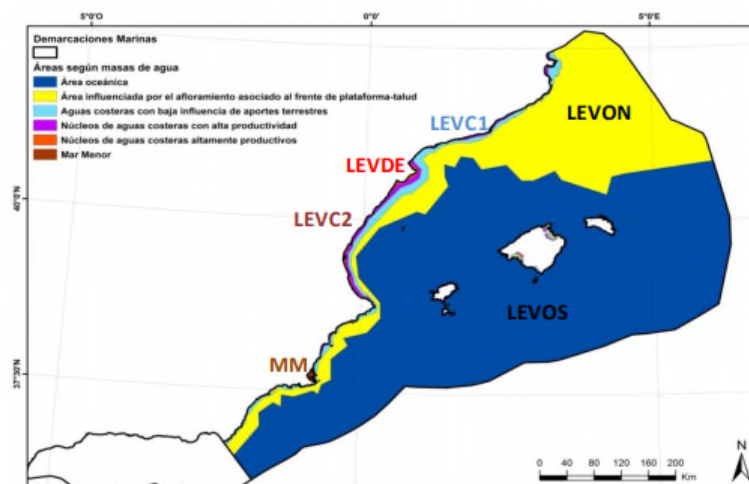 5°0'O
0°0'
5°0'E
Demarcaciones Marinas
Áreas según masas de agua
Área oceánica
Área influenciada por el afloramiento asociado al frente de plataforma-talud
Aguas costeras con baja influencia de aportes terrestres
Núcleos de aguas costeras con alta productividad
Núcleos de aguas costeras altamente productivos
Mar Menor
LEVON
LEVC1
LEVDE
40°0'N
LEVC2
LEVOS
MM
37°30'N
N
0 40 80 120 160 200
Km